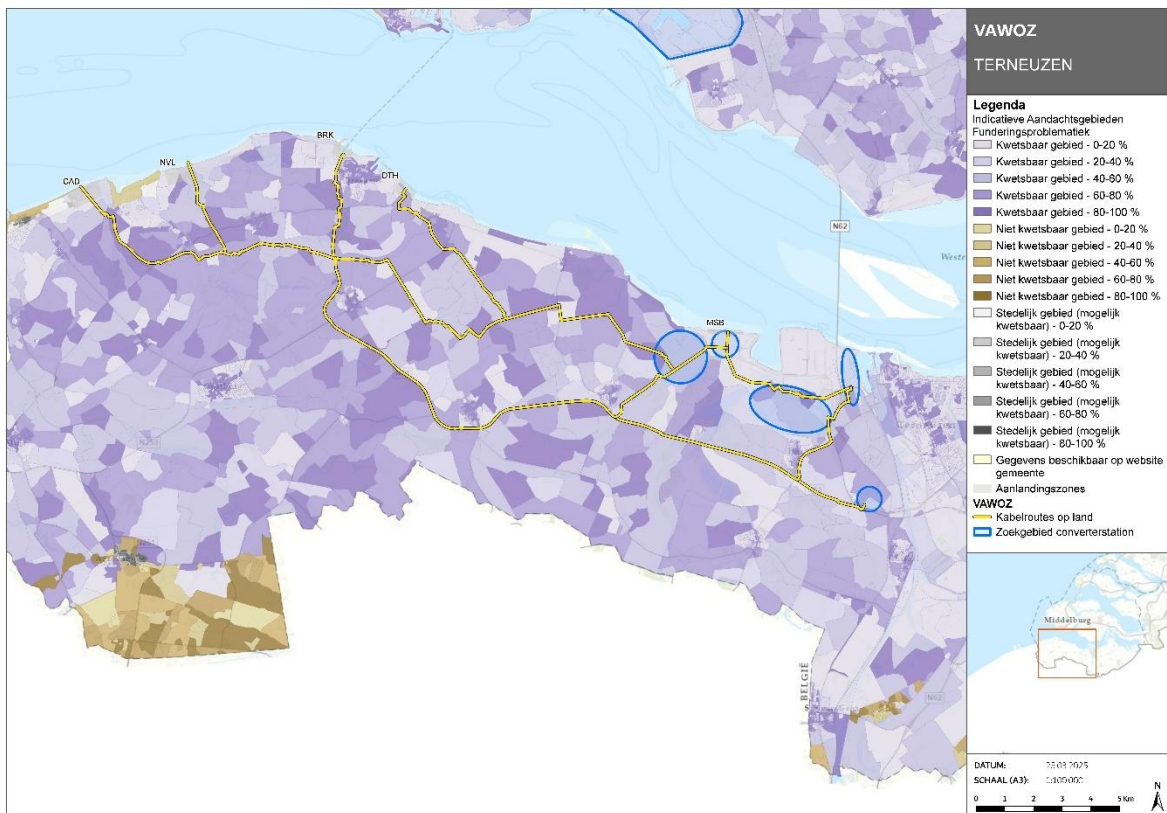 VAWOZ
TERNEUZEN
Legenda
Indicatieve Aandachtsgebieden
Funderingsproblematiek
Kwetsbaar gebied - 0-20 %
Kwetsbaar gebied - 20-40 %
Kwetsbaar gebied - 40-60 %
Kwetsbaar gebied - 60-80 %
Kwetsbaar gebied - 80-100 %
Niet kwetsbaar gebied - 0-20 %
Niet kwetsbaar gebied - 20-40 %
Niet kwetsbaar gebied - 40-60 %
Niet kwetsbaar gebied - 60-80 %
Niet kwetsbaar gebied - 80-100 %
Stedelijk gebied (mogelijk
kwetsbaar) - 0-20 %
Stedelijk gebied (mogelijk
kwetsbaar) - 20-40 %
Stedelijk gebied (mogelijk
kwetsbaar) - 40-60 %
Stedelijk gebied (mogelijk
kwetsbaar) - 60-80 %
Stedelijk gebied (mogelijk
kwetsbaar) - 80-100 %
Gegevens beschikbaar op website
gemeente
Aanlandingszones
VAWOZ
Kabelroutes op land
Zoekgebied converterstation
BRK
NVL
CAD
DTH
MSB
N62
Weste
BELGIË
N62
Middelburg
DATUM:
SCHAAL (A3): 1:100.000
0 1 2 3 4 5 Km
N